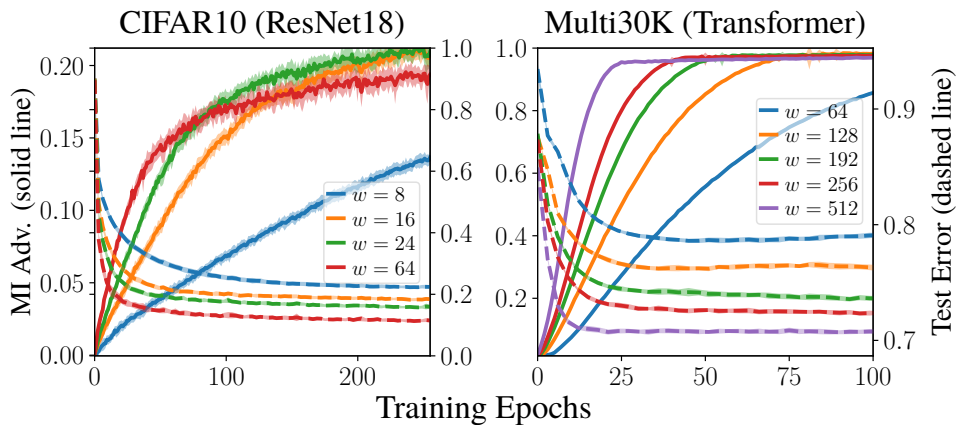 CIFAR10 (ResNet18)
Multi30K (Transformer)
MI Adv. (solid line)
0.20
0.15
0.10
0.05
0.00
1.0
0.8
0.6
0.4
0.2
0.0
w = 8
w = 16
w = 24
w = 64
0
100
200
1.0
0.8
0.6
0.4
0.2
0.9
0.8
0.7
w = 64
w = 128
w = 192
w = 256
w = 512
0
25
50
75
100
Test Error (dashed line)
Training Epochs